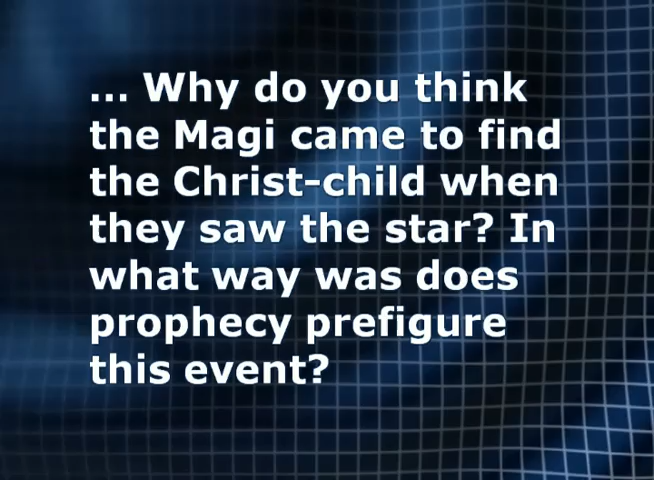 ... Why do you think
the Magi came to find
the Christ-child when
they saw the star? In
what way was does
prophecy prefigure
this event?